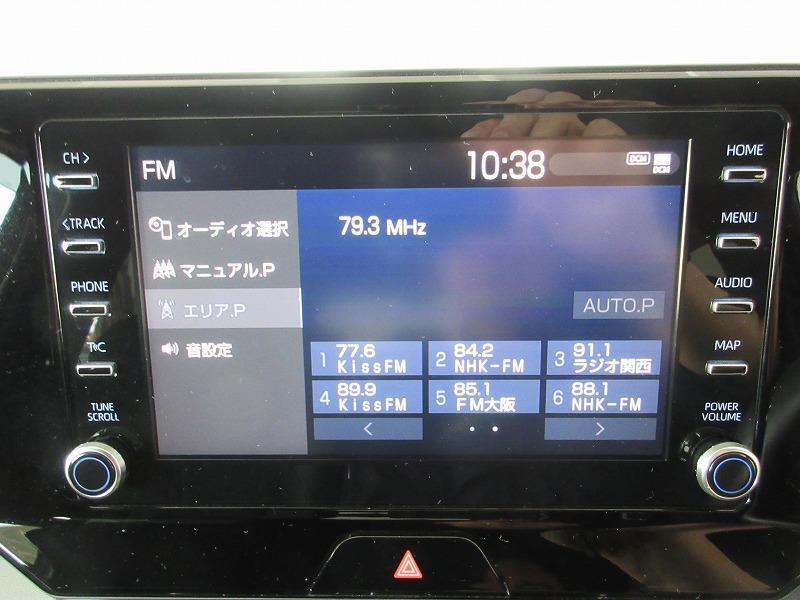 CH >
<TRACK
PHONE
T
C
TUNE
SCROLL
FM
10:38
DCM
DCM
オーディオ選択
マニュアル.P
エリア.P
音設定
79.3 MHz
AUTO.P
1 77.6 KissFM
2 84.2 NHK-FM
3 91.1 ラジオ関西
4 89.9 KissFM
5 85.1 FM大阪
6 88.1 NHK-FM
<
>
HOME
MENU
AUDIO
MAP
POWER
VOLUME